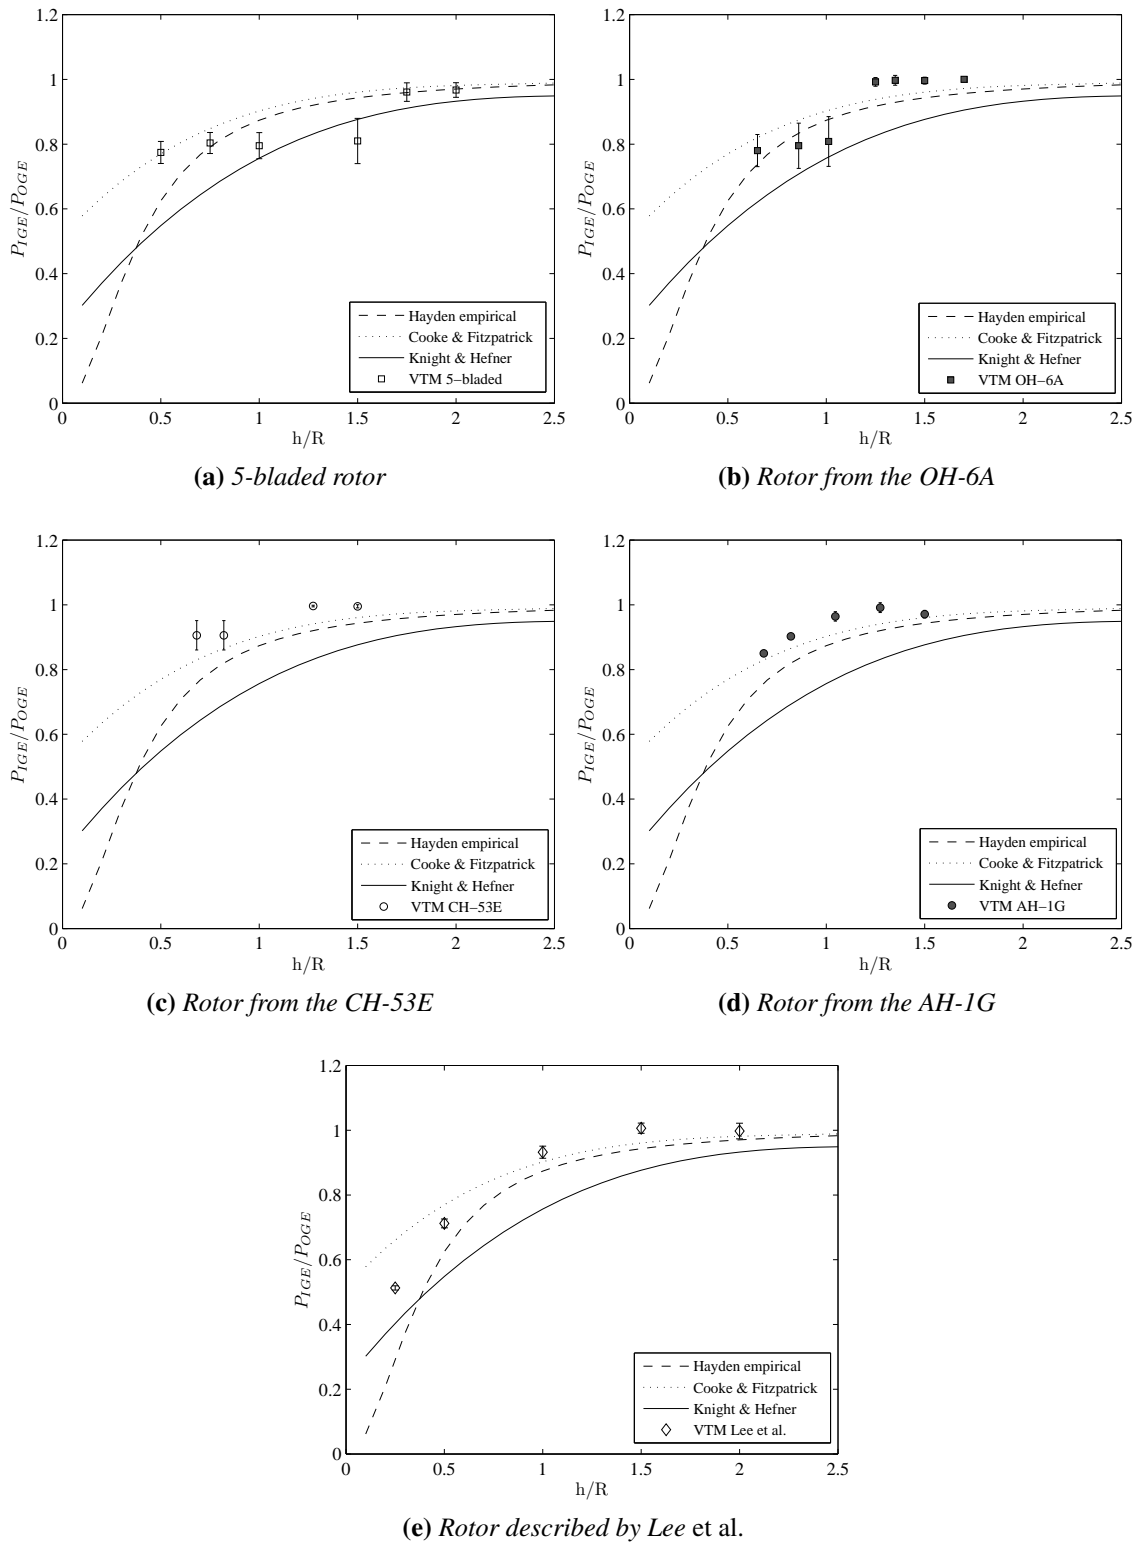 1.2
1
0.8
0.6
0.4
0.2
0
P_IGE/P_OGE
Hayden empirical
Cooke & Fitzpatrick
Knight & Hefner
VTM 5−bladed
0 0.5 1 1.5 2 2.5
h/R
(a) 5-bladed rotor
1.2
1
0.8
0.6
0.4
0.2
0
P_IGE/P_OGE
Hayden empirical
Cooke & Fitzpatrick
Knight & Hefner
VTM OH−6A
0 0.5 1 1.5 2 2.5
h/R
(b) Rotor from the OH-6A
1.2
1
0.8
0.6
0.4
0.2
0
P_IGE/P_OGE
Hayden empirical
Cooke & Fitzpatrick
Knight & Hefner
VTM CH−53E
0 0.5 1 1.5 2 2.5
h/R
(c) Rotor from the CH-53E
1.2
1
0.8
0.6
0.4
0.2
0
P_IGE/P_OGE
Hayden empirical
Cooke & Fitzpatrick
Knight & Hefner
VTM AH−1G
0 0.5 1 1.5 2 2.5
h/R
(d) Rotor from the AH-1G
1.2
1
0.8
0.6
0.4
0.2
0
P_IGE/P_OGE
Hayden empirical
Cooke & Fitzpatrick
Knight & Hefner
VTM Lee et al.
0 0.5 1 1.5 2 2.5
h/R
(e) Rotor described by Lee et al.